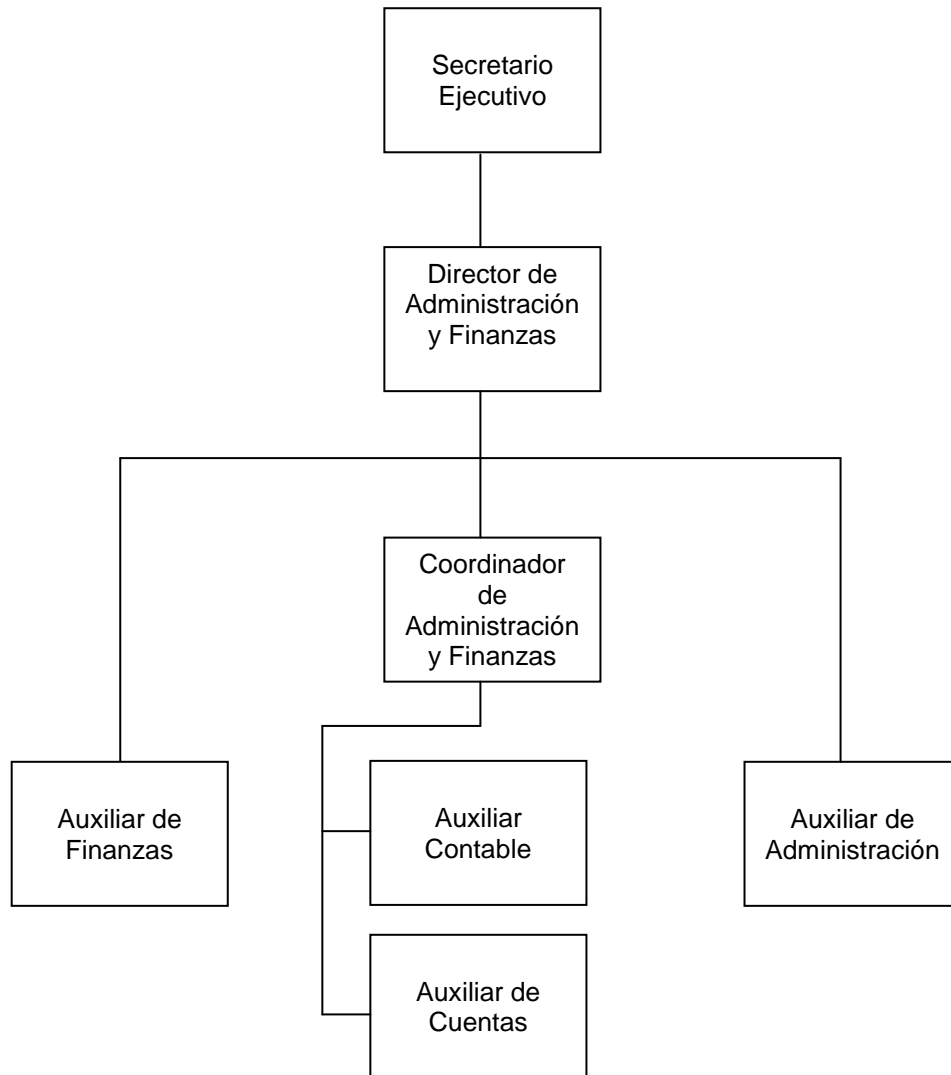 Secretario
Ejecutivo
Director de
Administración
y Finanzas
Coordinador
de
Administración
y Finanzas
Auxiliar de
Finanzas
Auxiliar
Contable
Auxiliar de
Administración
Auxiliar de
Cuentas